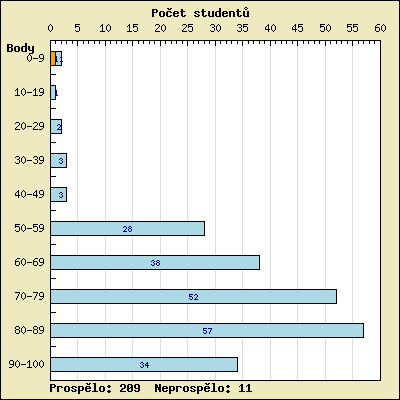 Počet studentů
0 5 10 15 20 25 30 35 40 45 50 55 60
Body
0-9 1 1
10-19 1
20-29 2
30-39 3
40-49 3
50-59 28
60-69 38
70-79 52
80-89 57
90-100 34
Prospělo: 209 Neprospělo: 11